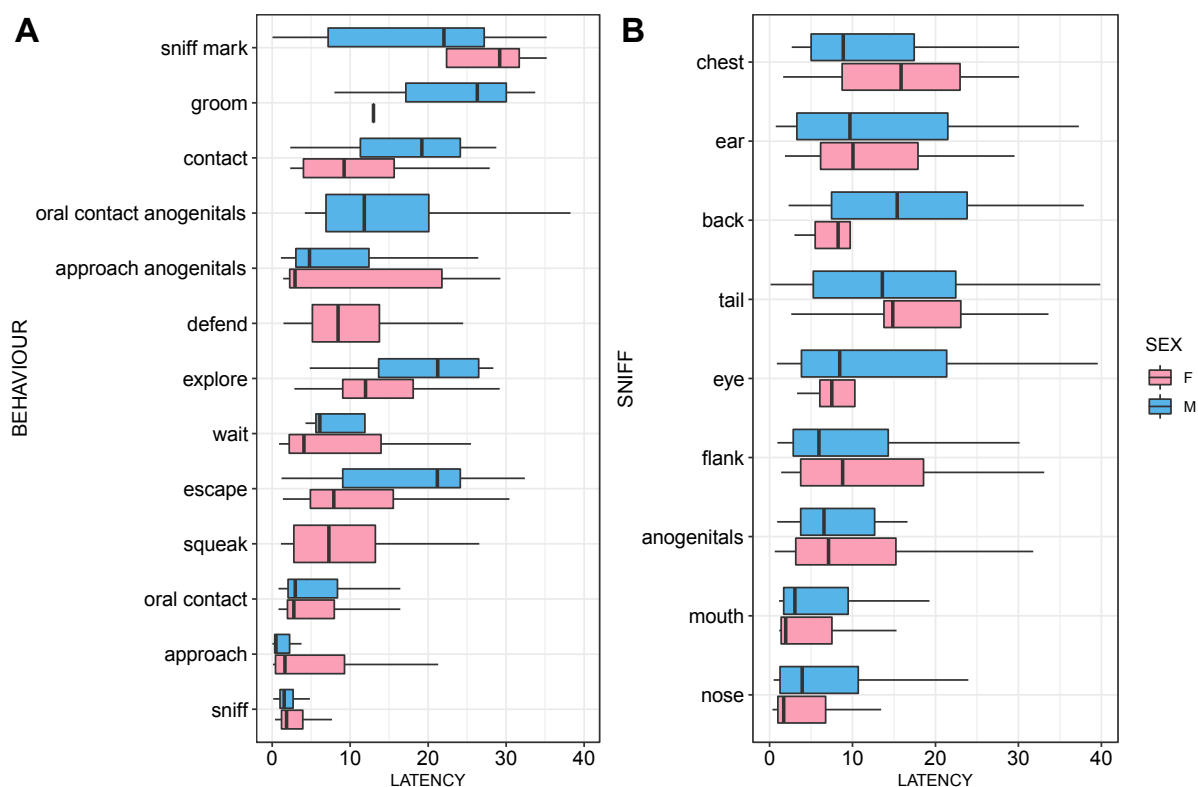 A
BEHAVIOUR
sniff mark
groom
contact
oral contact anogenitals
approach anogenitals
defend
explore
wait
escape
squeak
oral contact
approach
sniff
0 10 20 30 40
LATENCY
B
SNIFF
chest
ear
back
tail
eye
flank
anogenitals
mouth
nose
0 10 20 30 40
LATENCY
SEX
F
M